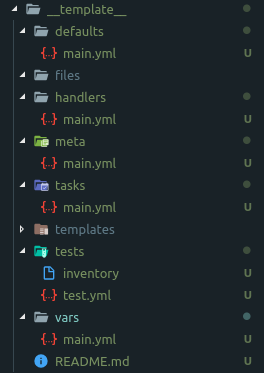 __template__
defaults
{..} main.yml U
files
handlers
{..} main.yml U
meta
{..} main.yml U
tasks
{..} main.yml U
templates
tests
inventory U
{..} test.yml U
vars
{..} main.yml U
README.md U